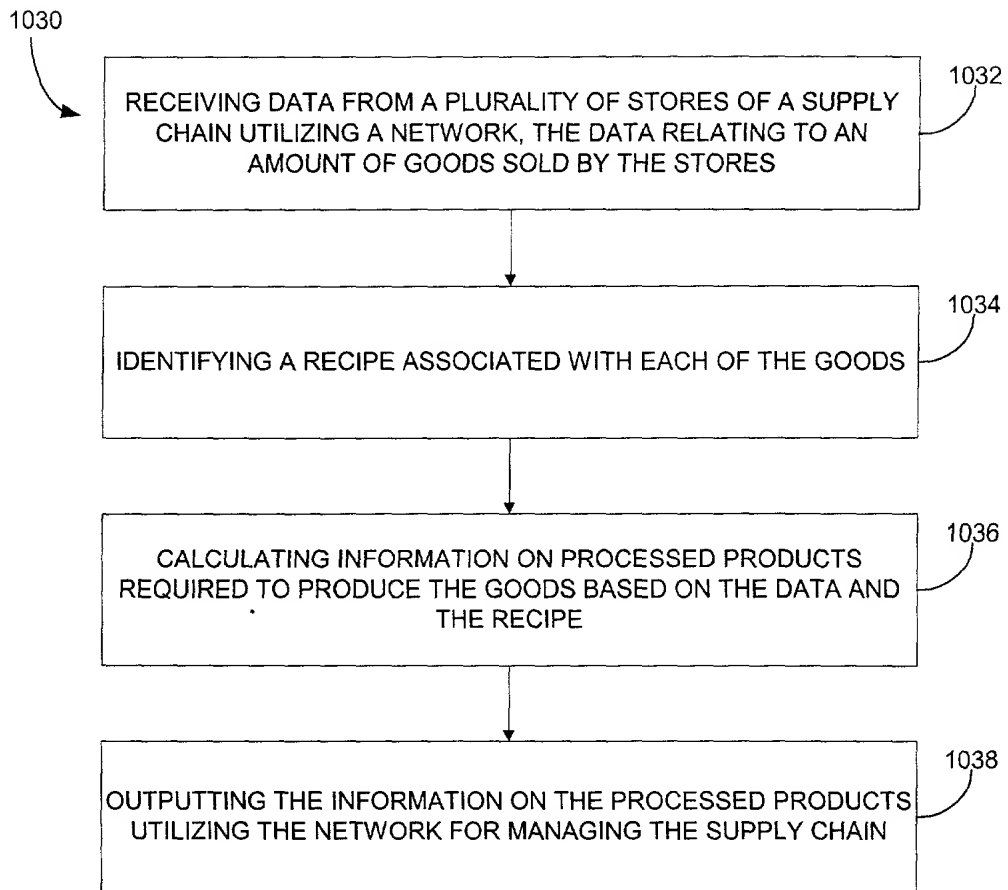 1030
1032
RECEIVING DATA FROM A PLURALITY OF STORES OF A SUPPLY
CHAIN UTILIZING A NETWORK, THE DATA RELATING TO AN
AMOUNT OF GOODS SOLD BY THE STORES
1034
IDENTIFYING A RECIPE ASSOCIATED WITH EACH OF THE GOODS
1036
CALCULATING INFORMATION ON PROCESSED PRODUCTS
REQUIRED TO PRODUCE THE GOODS BASED ON THE DATA AND
THE RECIPE
1038
OUTPUTTING THE INFORMATION ON THE PROCESSED PRODUCTS
UTILIZING THE NETWORK FOR MANAGING THE SUPPLY CHAIN